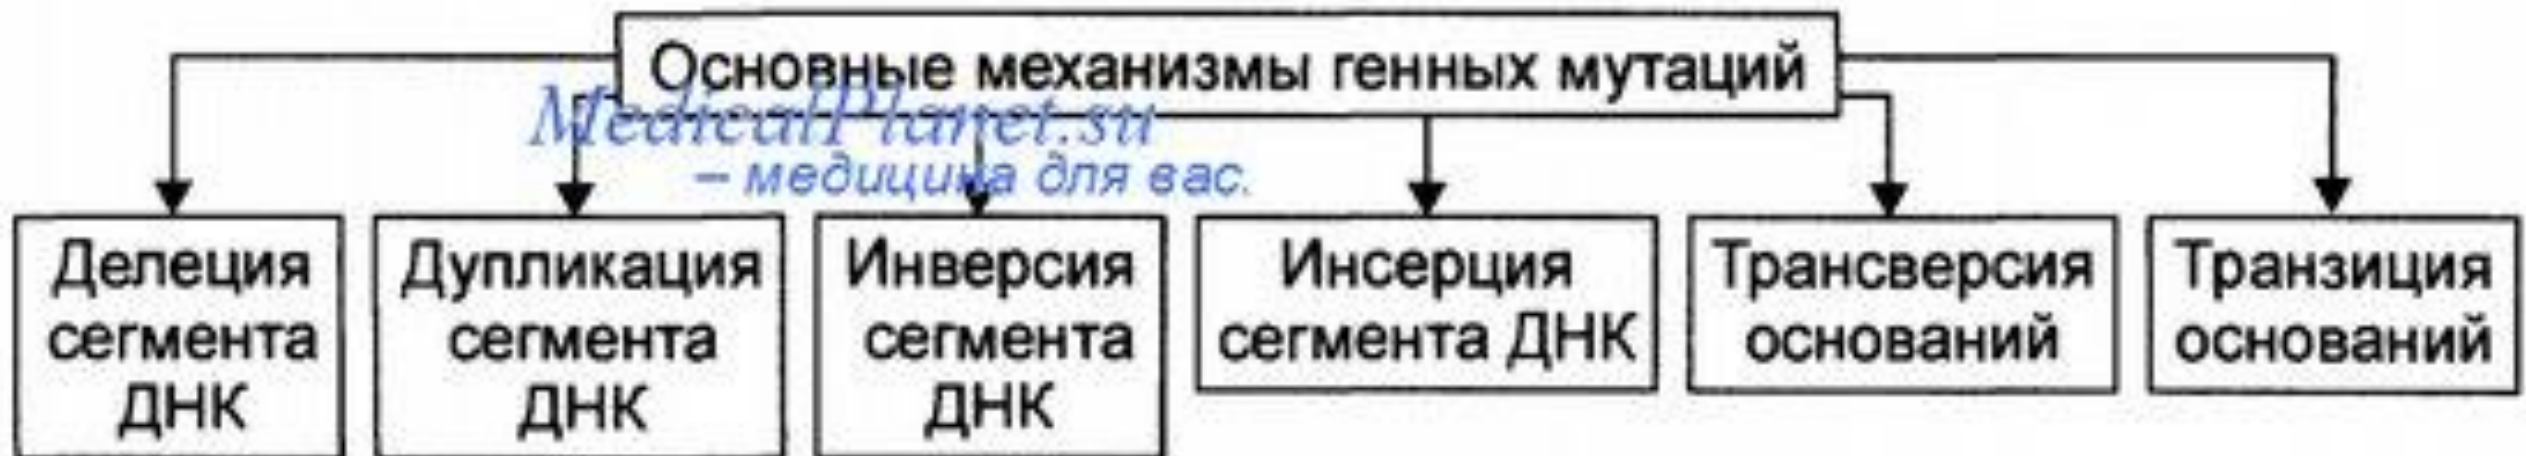 Основные механизмы генных мутаций
MedicalPlanet.su
– медицина для вас.
Делеция
сегмента
ДНК
Дупликация
сегмента
ДНК
Инверсия
сегмента
ДНК
Инсерция
сегмента ДНК
Трансверсия
оснований
Транзиция
оснований